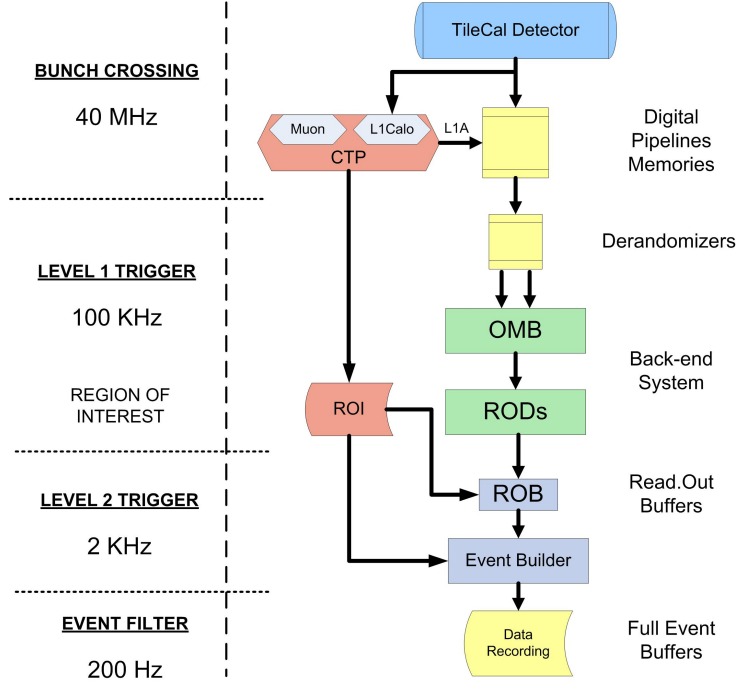 TileCal Detector
BUNCH CROSSING
40 MHz
Muon
L1Calo
L1A
CTP
Digital
Pipelines
Memories
Derandomizers
LEVEL 1 TRIGGER
100 KHz
OMB
Back-end
System
REGION OF
INTEREST
ROI
RODs
LEVEL 2 TRIGGER
2 KHz
ROB
Read.Out
Buffers
Event Builder
EVENT FILTER
200 Hz
Data
Recording
Full Event
Buffers